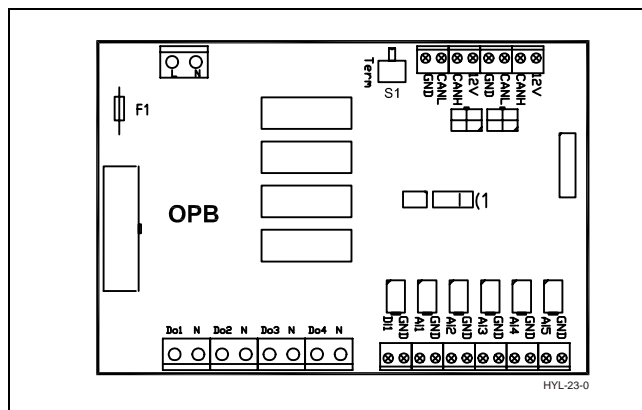 L N
Term
S1
GND CANL CANH 12V GND CANL CANH 12V
F1
OPB
(1
Do1 N Do2 N Do3 N Do4 N
DI1 GND AI1 GND AI2 GND AI3 GND AI4 GND AI5 GND
HYL-23-0